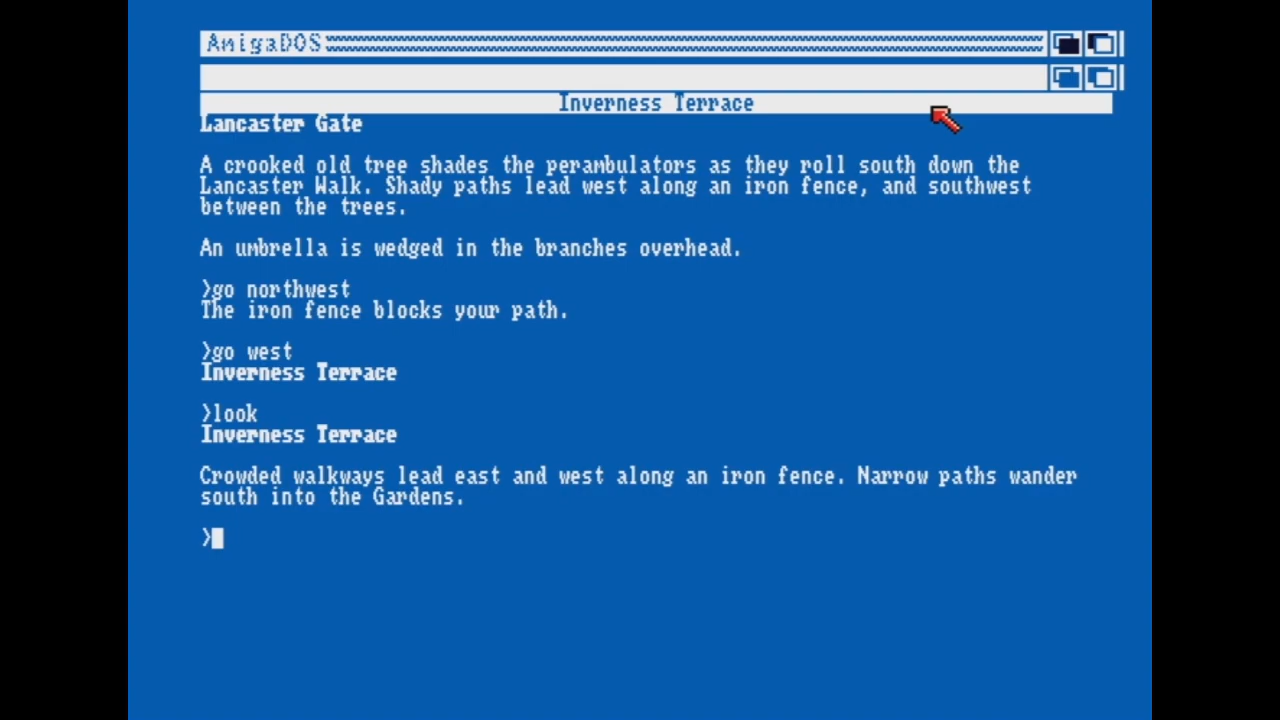 AmigaDOS
Inverness Terrace
Lancaster Gate
A crooked old tree shades the perambulators as they roll south down the
Lancaster Walk. Shady paths lead west along an iron fence, and southwest
between the trees.
An umbrella is wedged in the branches overhead.
>go northwest
The iron fence blocks your path.
>go west
Inverness Terrace
>look
Inverness Terrace
Crowded walkways lead east and west along an iron fence. Narrow paths wander
south into the Gardens.
>